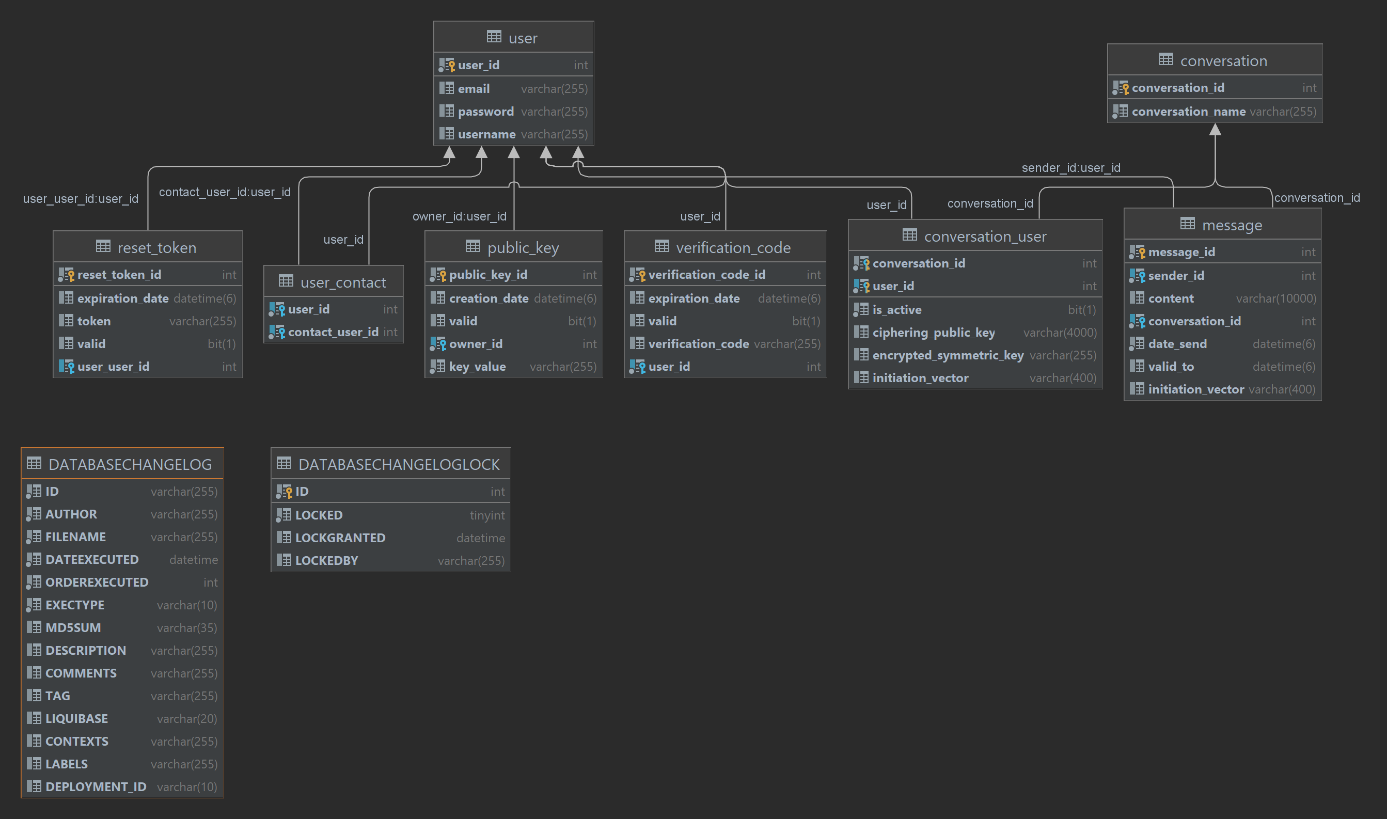 user
user_id int
email varchar(255)
password varchar(255)
username varchar(255)
conversation
conversation_id int
conversation_name varchar(255)
user_user_id:user_id
contact_user_id:user_id
user_id
owner_id:user_id
user_id
user_id
sender_id:user_id
conversation_id
conversation_id
reset_token
reset_token_id int
expiration_date datetime(6)
token varchar(255)
valid bit(1)
user_user_id int
user_contact
user_id int
contact_user_id int
public_key
public_key_id int
creation_date datetime(6)
valid bit(1)
owner_id int
key_value varchar(255)
verification_code
verification_code_id int
expiration_date datetime(6)
valid bit(1)
verification_code varchar(255)
user_id int
conversation_user
conversation_id int
user_id int
is_active bit(1)
ciphering_public_key varchar(4000)
encrypted_symmetric_key varchar(255)
initiation_vector varchar(400)
message
message_id int
sender_id int
content varchar(10000)
conversation_id int
date_send datetime(6)
valid_to datetime(6)
initiation_vector varchar(400)
DATABASECHANGELOG
ID varchar(255)
AUTHOR varchar(255)
FILENAME varchar(255)
DATEEXECUTED datetime
ORDEREXECUTED int
EXECTYPE varchar(10)
MD5SUM varchar(35)
DESCRIPTION varchar(255)
COMMENTS varchar(255)
TAG varchar(255)
LIQUIBASE varchar(20)
CONTEXTS varchar(255)
LABELS varchar(255)
DEPLOYMENT_ID varchar(10)
DATABASECHANGELOGLOCK
ID int
LOCKED tinyint
LOCKGRANTED datetime
LOCKEDBY varchar(255)